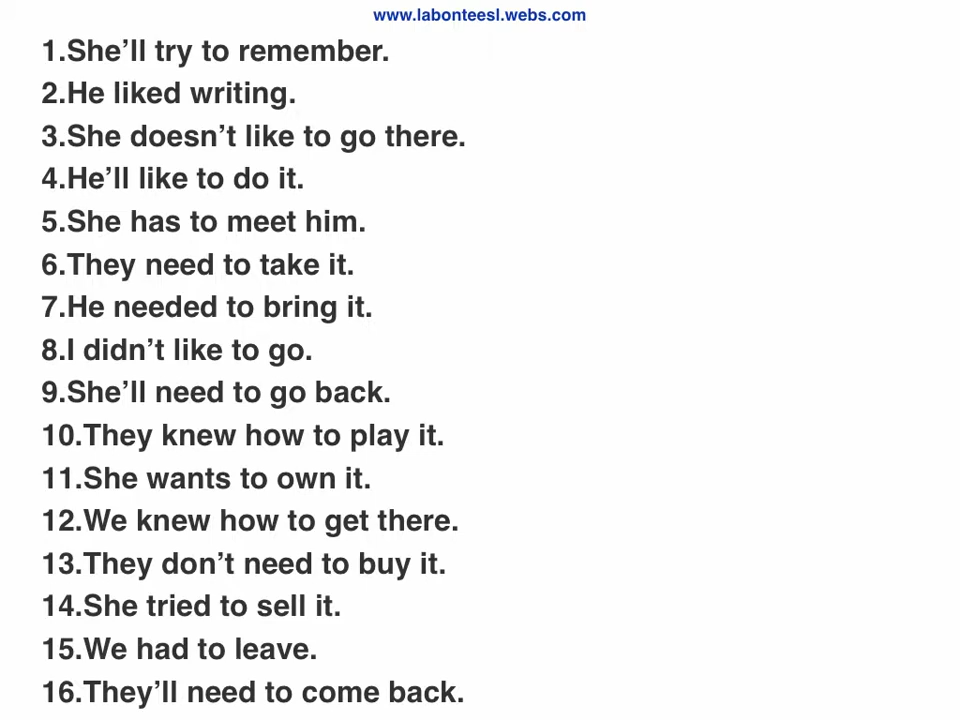 www.labonteesl.webs.com
1.She’ll try to remember.
2.He liked writing.
3.She doesn’t like to go there.
4.He’ll like to do it.
5.She has to meet him.
6.They need to take it.
7.He needed to bring it.
8.I didn’t like to go.
9.She’ll need to go back.
10.They knew how to play it.
11.She wants to own it.
12.We knew how to get there.
13.They don’t need to buy it.
14.She tried to sell it.
15.We had to leave.
16.They’ll need to come back.